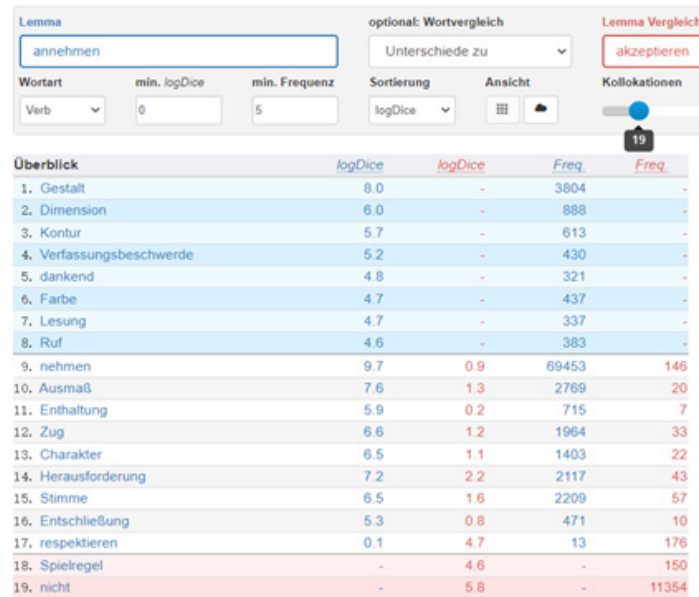 Lemma optional: Wortvergleich Lemma Vergleich
annehmen Unterschiede zu akzeptieren
Wortart min. logDice min. Frequenz Sortierung Ansicht Kollokationen
Verb 0 5 logDice
19
Überblick logDice logDice Freq. Freq.
1. Gestalt 8.0 - 3804 -
2. Dimension 6.0 - 888 -
3. Kontur 5.7 - 613 -
4. Verfassungsbeschwerde 5.2 - 430 -
5. dankend 4.8 - 321 -
6. Farbe 4.7 - 437 -
7. Lesung 4.7 - 337 -
8. Ruf 4.6 - 383 -
9. nehmen 9.7 0.9 69453 146
10. Ausmaß 7.6 1.3 2769 20
11. Enthaltung 5.9 0.2 715 7
12. Zug 6.6 1.2 1964 33
13. Charakter 6.5 1.1 1403 22
14. Herausforderung 7.2 2.2 2117 43
15. Stimme 6.5 1.6 2209 57
16. Entschließung 5.3 0.8 471 10
17. respektieren 0.1 4.7 13 176
18. Spielregel - 4.6 - 150
19. nicht - 5.8 - 11354